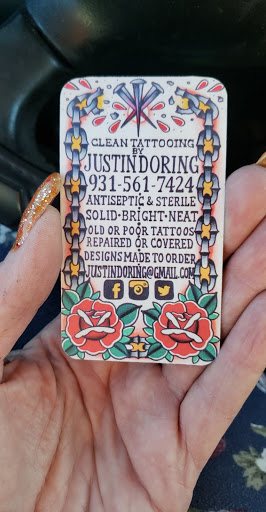 CLEAN TATTOOING
BY
JUSTINDORING
931-561-7424
ANTISEPTIC & STERILE
SOLID·BRIGHT·NEAT
OLD OR POOR TATTOOS
REPAIRED OR COVERED
DESIGNS MADE TO ORDER
JUSTINDORING@GMAIL.COM